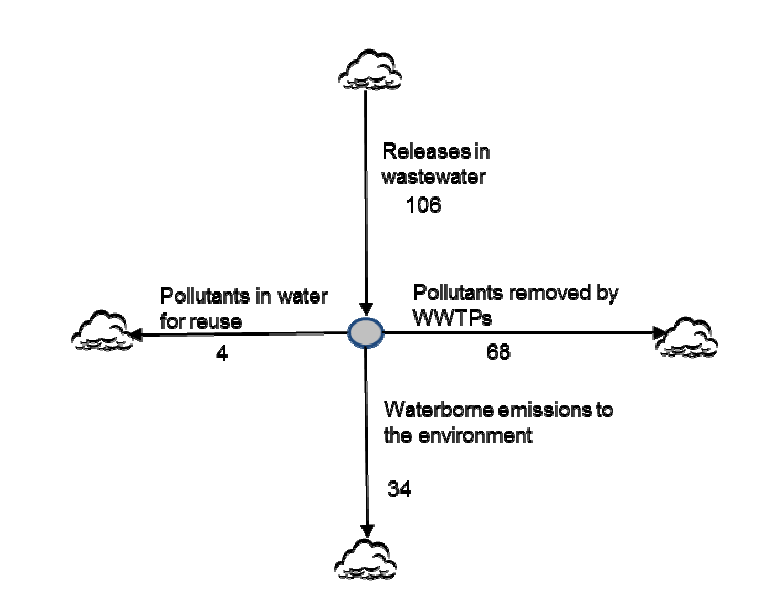 Releases in
wastewater
106
Pollutants in water
for reuse
4
Pollutants removed by
WWTPs
68
Waterborne emissions to
the environment
34